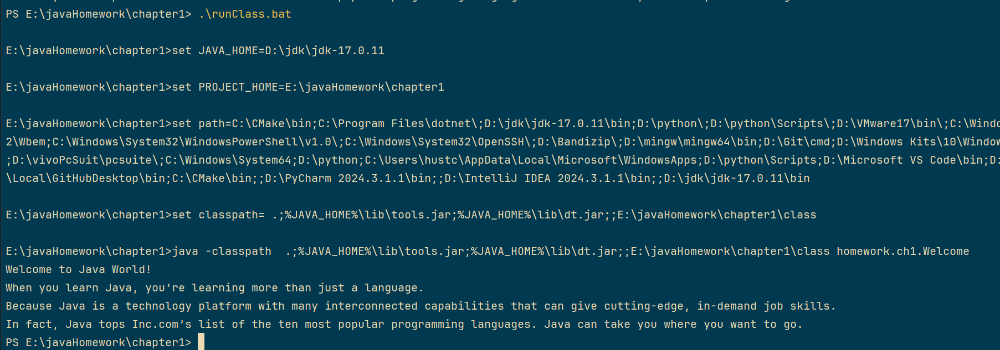 PS E:\javaHomework\chapter1> .\runClass.bat
E:\javaHomework\chapter1>set JAVA_HOME=D:\jdk\jdk-17.0.11
E:\javaHomework\chapter1>set PROJECT_HOME=E:\javaHomework\chapter1
E:\javaHomework\chapter1>set path=C:\CMake\bin;C:\Program Files\dotnet\;D:\jdk\jdk-17.0.11\bin;D:\python\;D:\python\Scripts\;D:\VMware17\bin\;C:\Windo
2\Wbem;C:\Windows\System32\WindowsPowerShell\v1.0\;C:\Windows\System32\OpenSSH\;D:\Bandizip\;D:\mingw\mingw64\bin;D:\Git\cmd;D:\Windows Kits\10\Window
;D:\vivoPcSuit\pcsuite\;C:\Windows\System64;D:\python;C:\Users\hustc\AppData\Local\Microsoft\WindowsApps;D:\python\Scripts;D:\Microsoft VS Code\bin;D:
\Local\GitHubDesktop\bin;C:\CMake\bin;;D:\PyCharm 2024.3.1.1\bin;;D:\IntelliJ IDEA 2024.3.1.1\bin;;D:\jdk\jdk-17.0.11\bin
E:\javaHomework\chapter1>set classpath= .;%JAVA_HOME%\lib\tools.jar;%JAVA_HOME%\lib\dt.jar;;E:\javaHomework\chapter1\class
E:\javaHomework\chapter1>java -classpath  .;%JAVA_HOME%\lib\tools.jar;%JAVA_HOME%\lib\dt.jar;;E:\javaHomework\chapter1\class homework.ch1.Welcome
Welcome to Java World!
When you learn Java, you’re learning more than just a language.
Because Java is a technology platform with many interconnected capabilities that can give cutting-edge, in-demand job skills.
In fact, Java tops Inc.com’s list of the ten most popular programming languages. Java can take you where you want to go.
PS E:\javaHomework\chapter1>